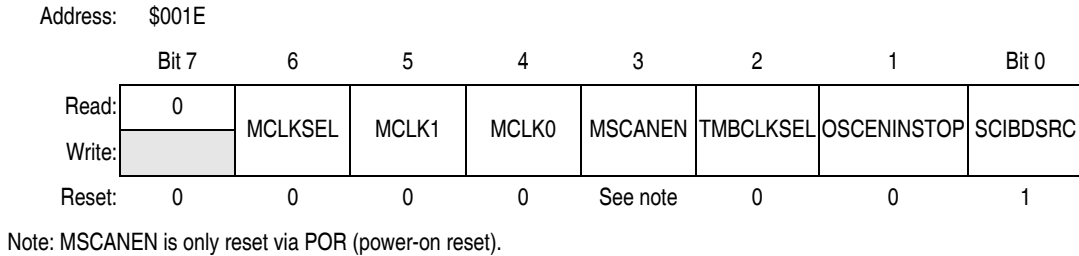 Address: $001E
Bit 7 6 5 4 3 2 1 Bit 0
Read: 0 MCLKSEL MCLK1 MCLK0 MSCANEN TMBCLKSEL OSCENINSTOP SCIBDSRC
Write:
Reset: 0 0 0 0 See note 0 0 1
Note: MSCANEN is only reset via POR (power-on reset).